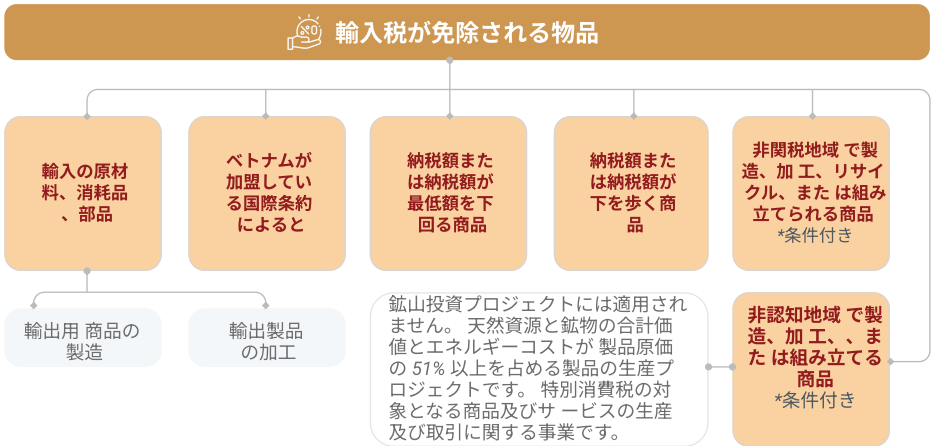 輸入税が免除される物品
輸入の原材
料、消耗品
、部品
ベトナムが
加盟してい
る国際条約
によると
納税額また
は納税額が
最低額を下
回る商品
納税額また
は納税額が
下を歩く商
品
非関税地域 で製
造、加 工、リサイ
クル、また は組み
立てられる商品
*条件付き
輸出用 商品の
製造
輸出製品
の加工
鉱山投資プロジェクトには適用され
ません。 天然資源と鉱物の合計価
値とエネルギーコストが 製品原価
の 51% 以上を占める製品の生産プ
ロジェクトです。 特別消費税の対
象となる商品及びサ ービスの生産
及び取引に関する事業です。
非認知地域 で製
造、加 工、、ま
た は組み立てる
商品
*条件付き